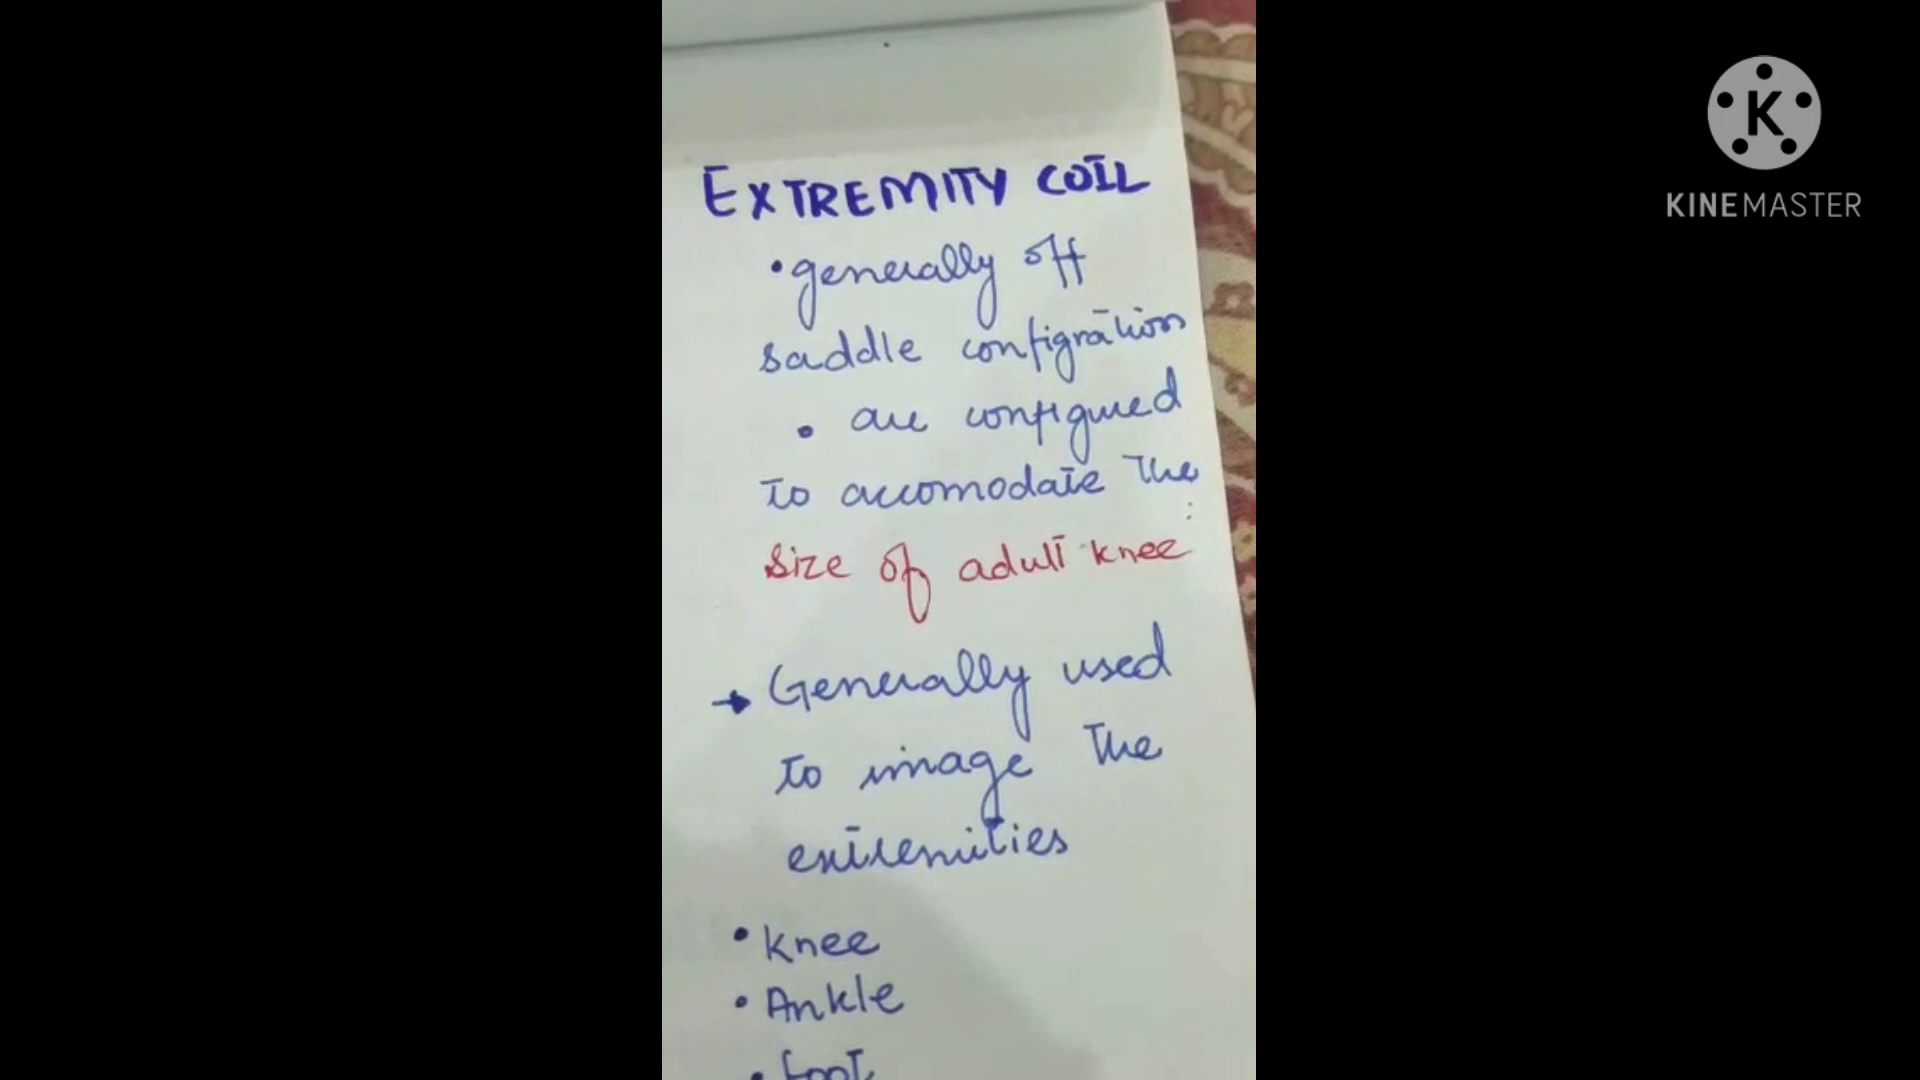 EXTREMITY COIL
• generally off
saddle configration
• are configured
to accomodate the
size of adult knee
→ Generally used
to image the
extremities
• Knee
• Ankle
• foot
K
KINEMASTER